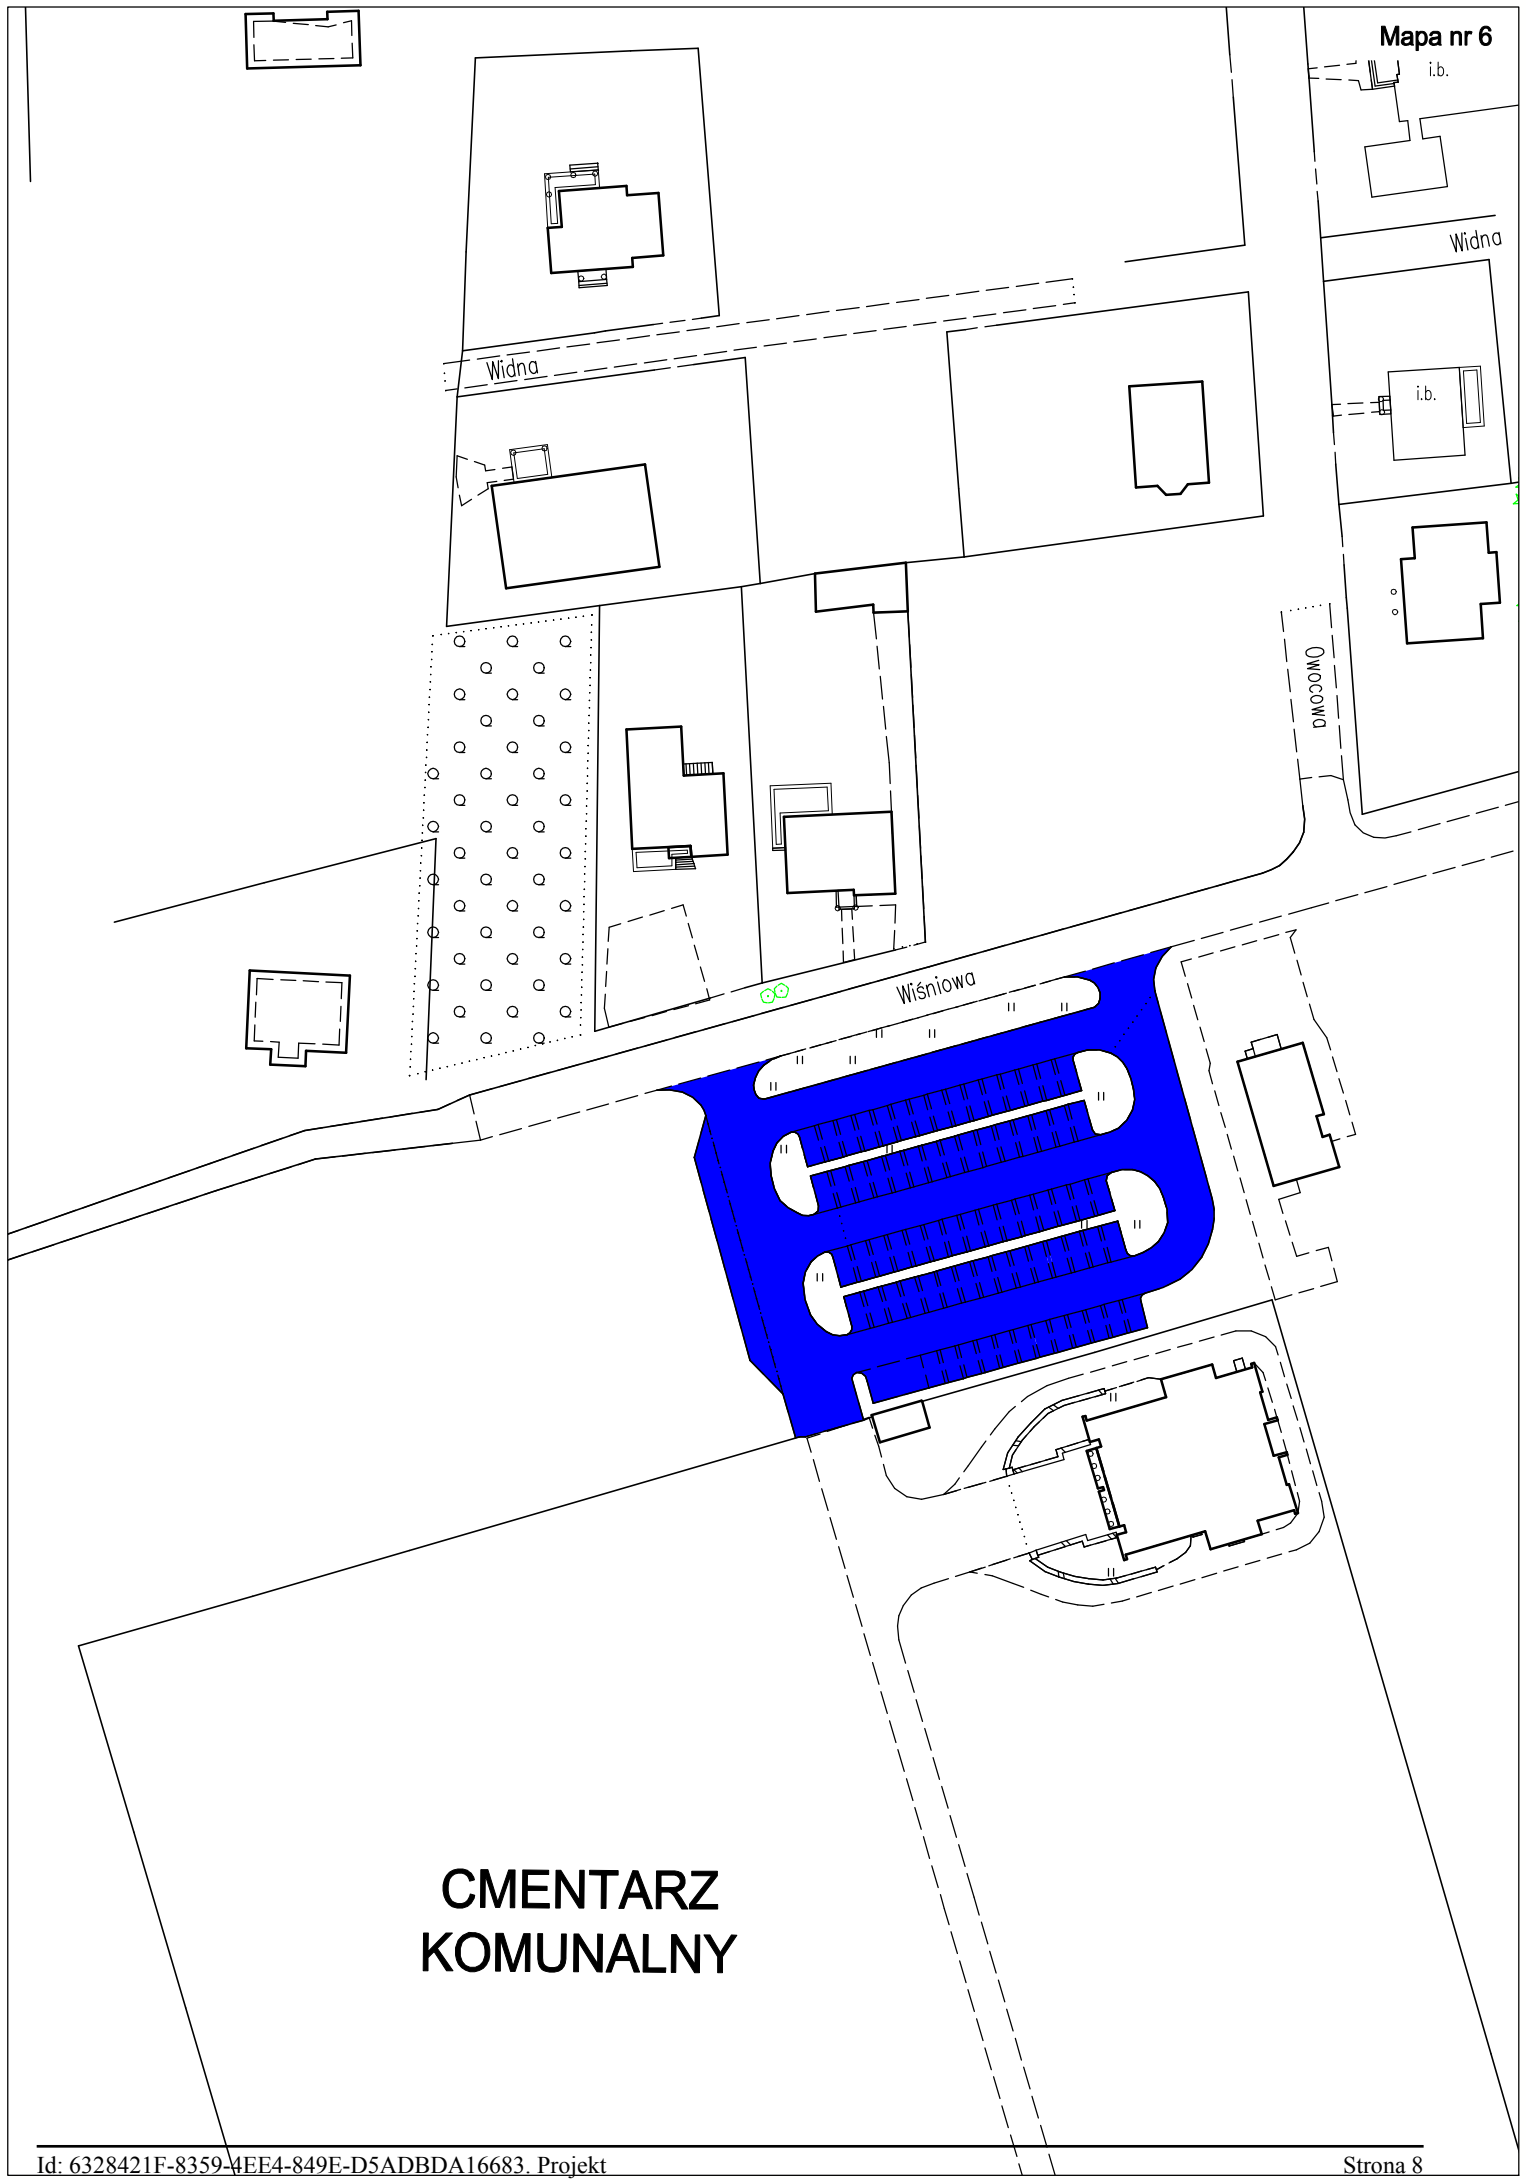 Mapa nr 6
i.b.
Widna
Widna
i.b.
Owocowa
Wiśniowa
CMENTARZ
KOMUNALNY
Id: 6328421F-8359-4EE4-849E-D5ADBDA16683. Projekt
Strona 8